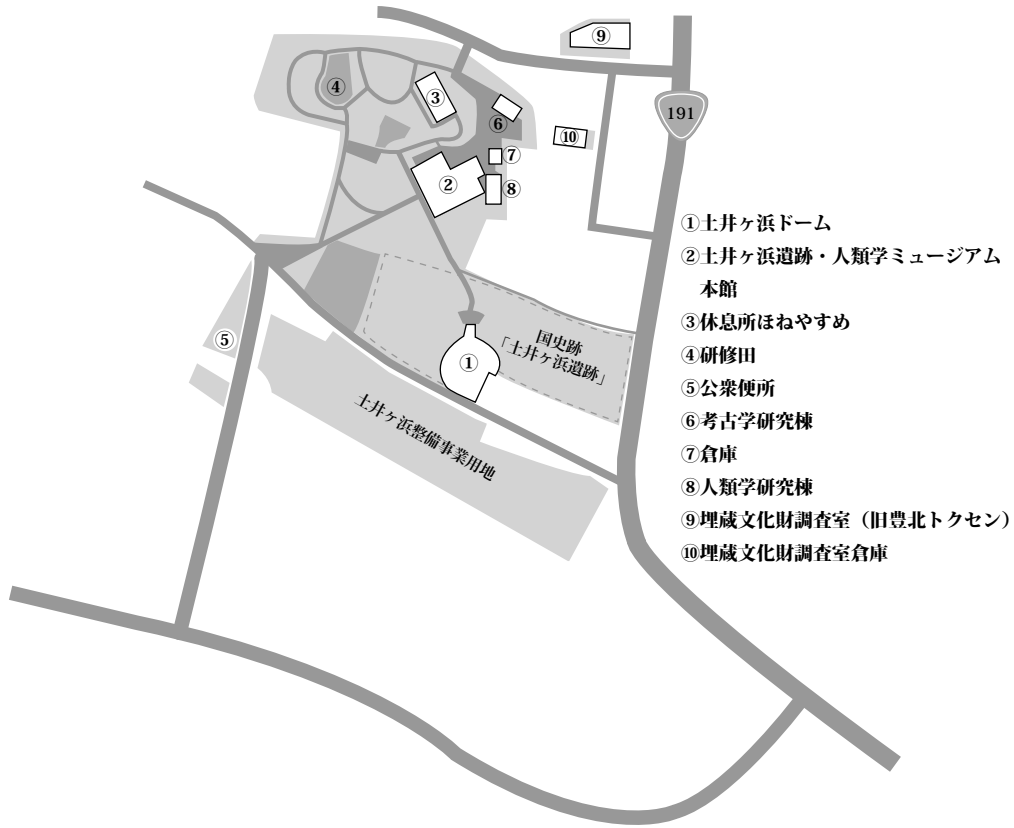 ⑨
191
④
③
⑥
⑩
⑦
②
⑧
⑤
①
国史跡
「土井ヶ浜遺跡」
土井ヶ浜整備事業用地
①土井ヶ浜ドーム
②土井ヶ浜遺跡・人類学ミュージアム
本館
③休息所ほねやすめ
④研修田
⑤公衆便所
⑥考古学研究棟
⑦倉庫
⑧人類学研究棟
⑨埋蔵文化財調査室（旧豊北トクセン）
⑩埋蔵文化財調査室倉庫